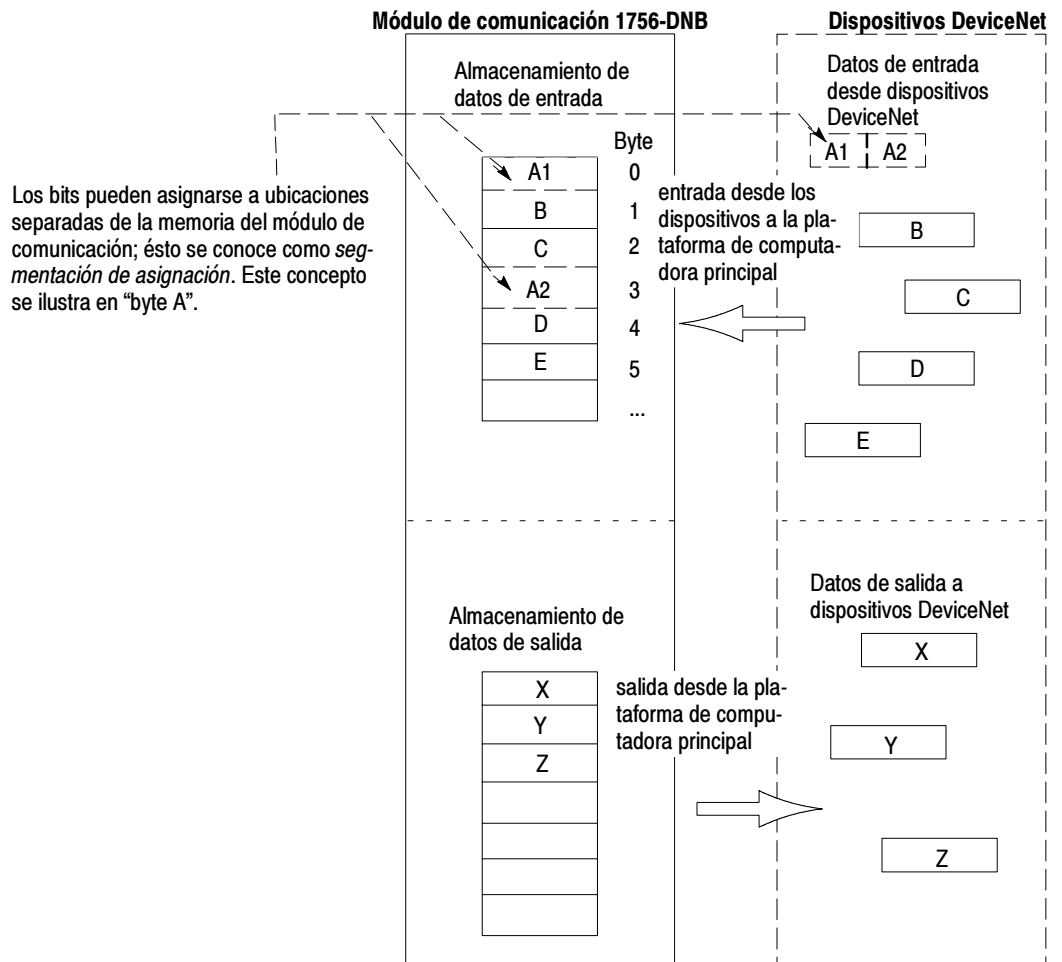 Módulo de comunicación 1756-DNB
Dispositivos DeviceNet
Almacenamiento de
datos de entrada
Datos de entrada
desde dispositivos
DeviceNet
A1 A2
Los bits pueden asignarse a ubicaciones
separadas de la memoria del módulo de
comunicación; ésto se conoce como seg-
mentación de asignación. Este concepto
se ilustra en “byte A”.
Byte
A1 0
B 1
C 2
A2 3
D 4
E 5
...
entrada desde los
dispositivos a la pla-
taforma de computa-
dora principal
B
C
D
E
Almacenamiento de
datos de salida
X
Y
Z
salida desde la pla-
taforma de compu-
tadora principal
Datos de salida a
dispositivos DeviceNet
X
Y
Z